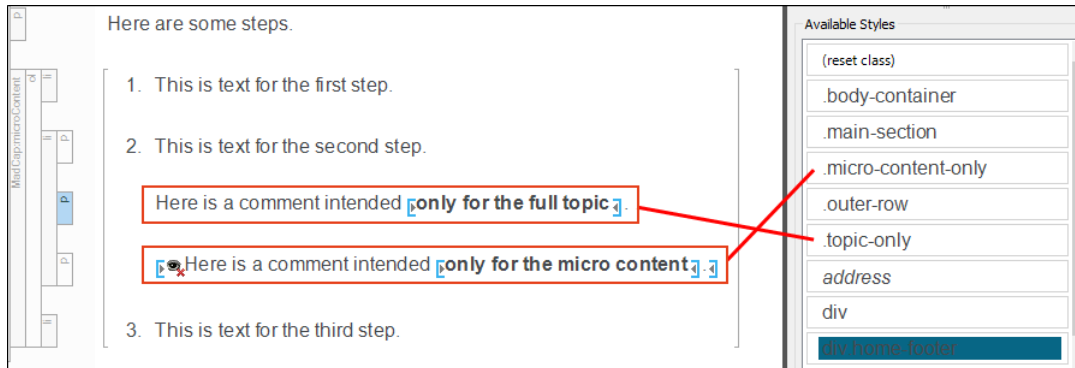 Here are some steps.
1. This is text for the first step.
2. This is text for the second step.
Here is a comment intended only for the full topic.
Here is a comment intended only for the micro content.
3. This is text for the third step.
MadCap:microContent
ol
li
li
li
p
p
p
p
Available Styles
(reset class)
.body-container
.main-section
.micro-content-only
.outer-row
.topic-only
address
div
div.home-footer